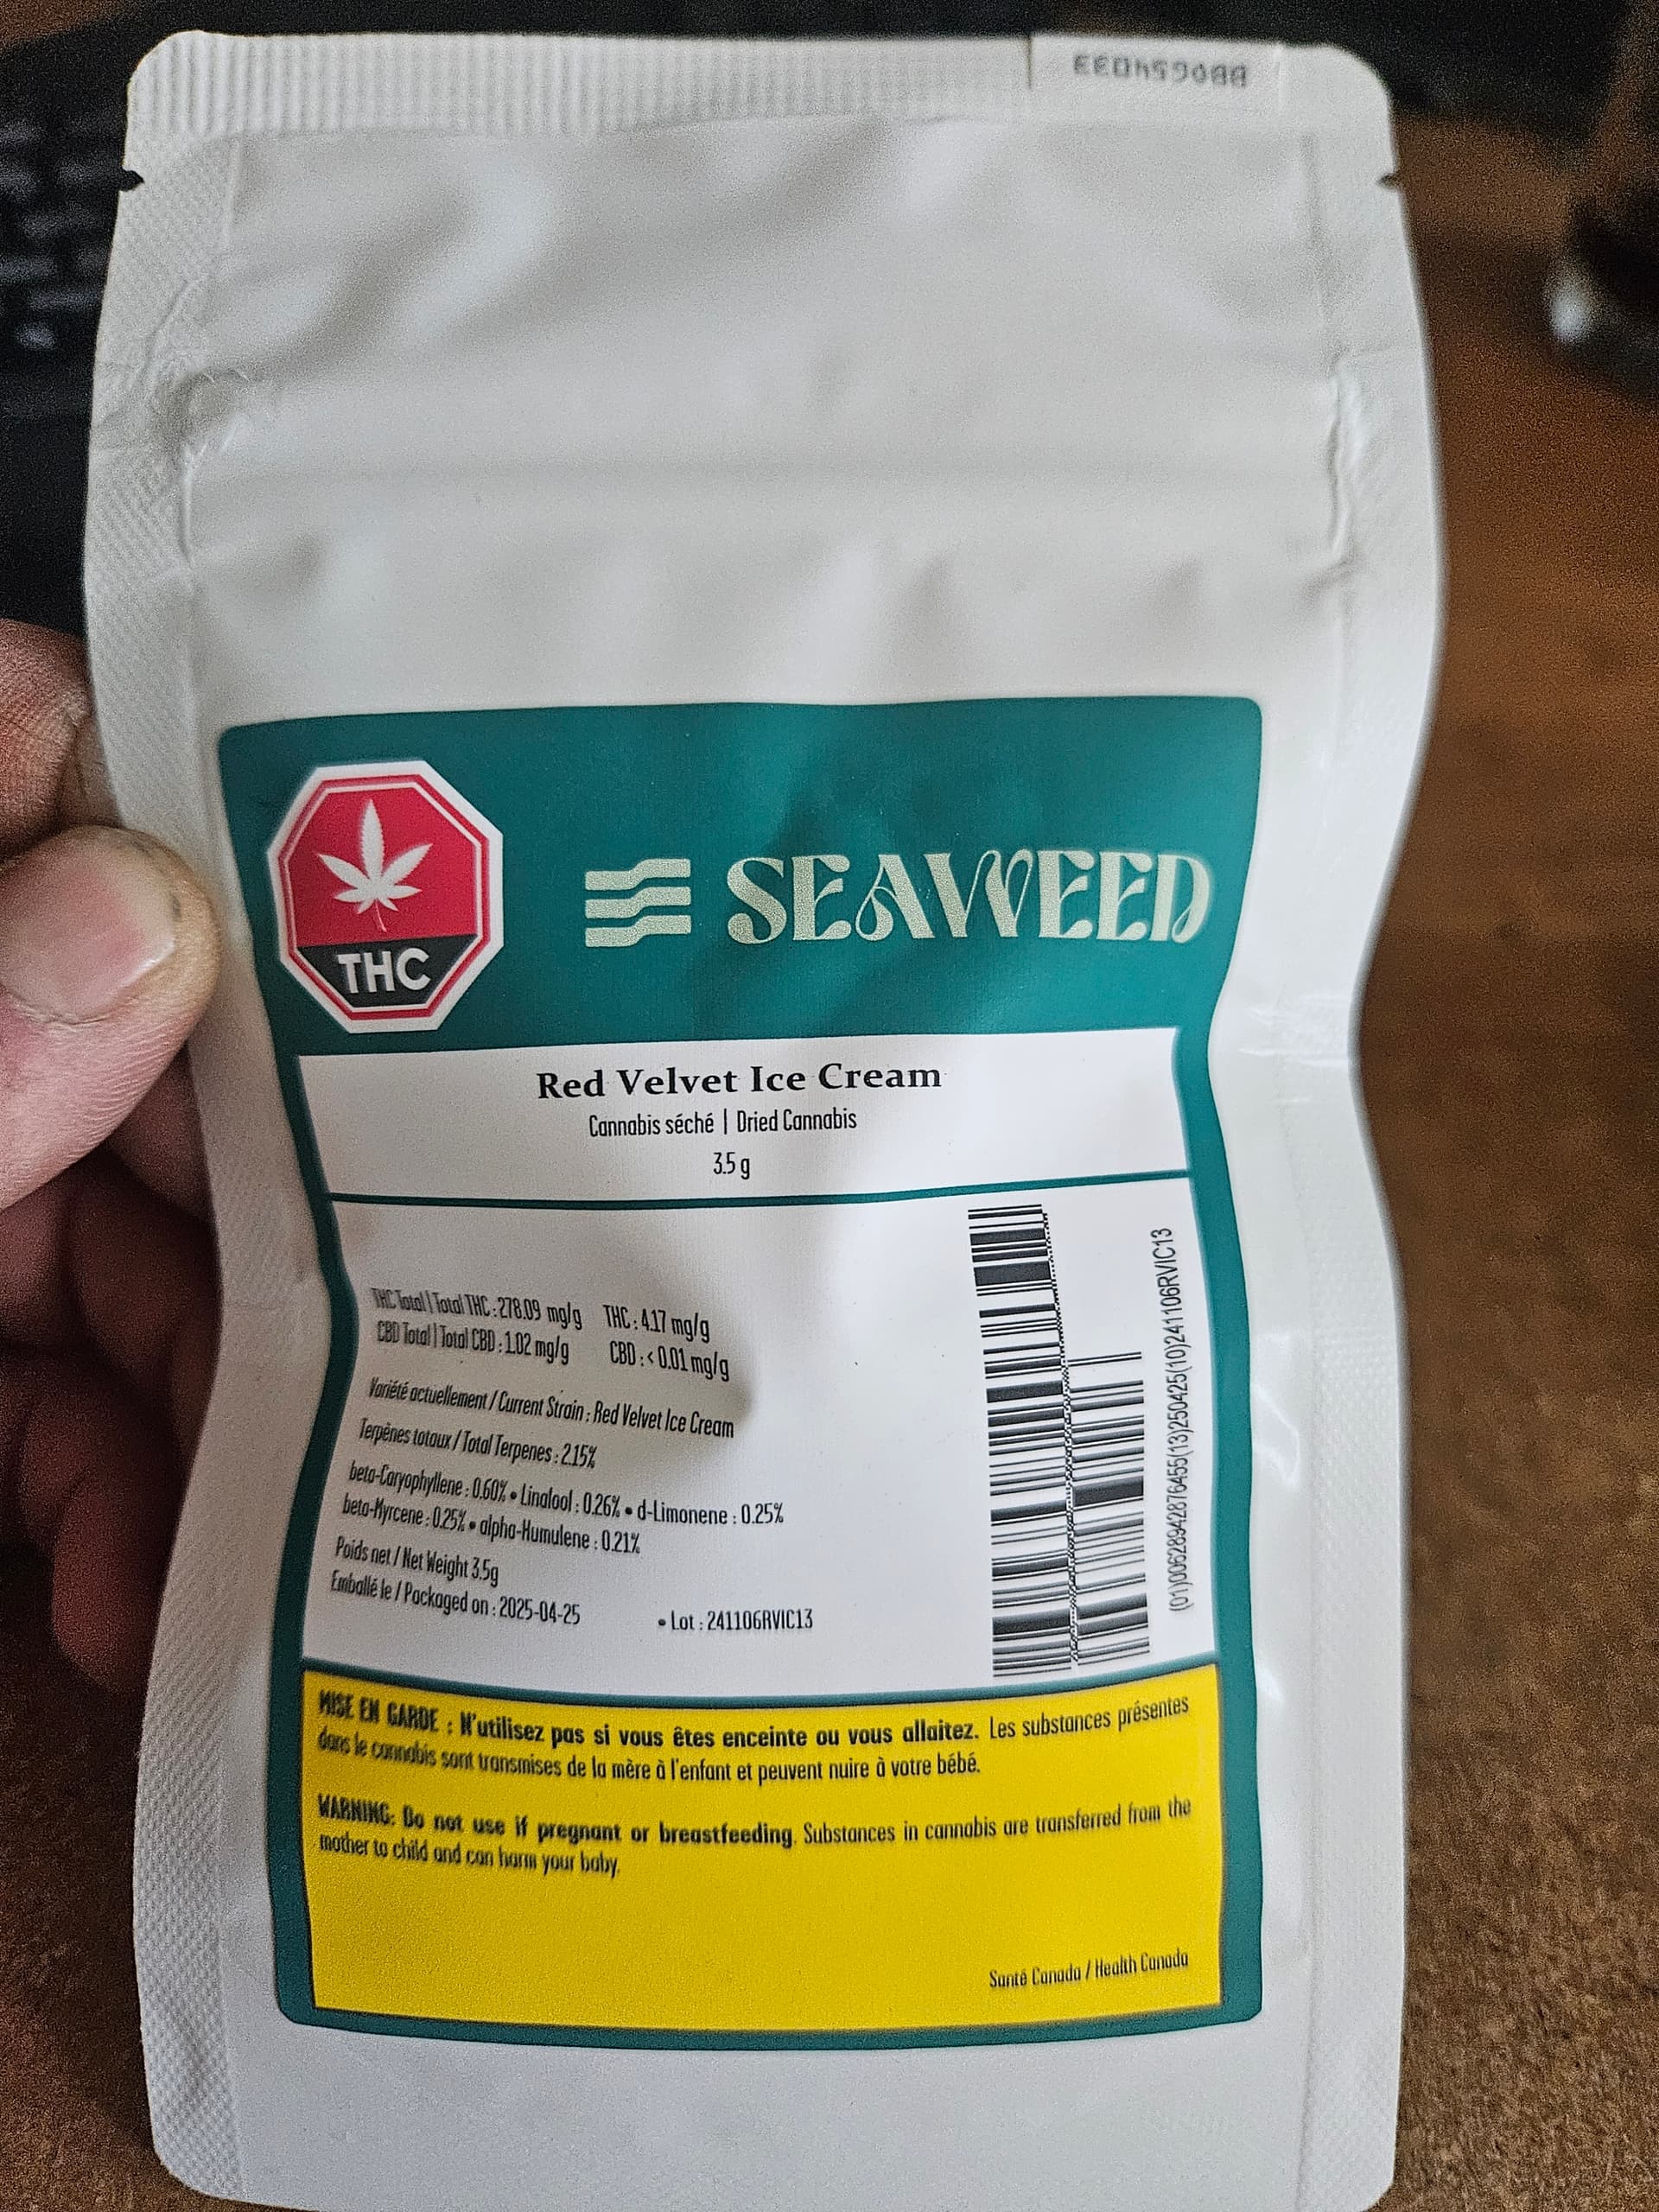 SEAWEED
THC
Red Velvet Ice Cream
Cannabis séché | Dried Cannabis
3.5 g
THC Total | Total THC : 278.09 mg/g THC : 4.17 mg/g
CBD Total | Total CBD : 1.02 mg/g CBD : < 0.01 mg/g
Variété actuellement / Current Strain : Red Velvet Ice Cream
Terpènes totaux / Total Terpenes : 2.15%
beta-Caryophyllene : 0.60% • Linalool : 0.26% • d-Limonene : 0.25%
beta-Myrcene : 0.25% • alpha-Humulene : 0.21%
Poids net / Net Weight 3.5g
Emballé le / Packaged on : 2025-04-25 • Lot : 241106RVIC13
(01)00628942876455(13)250425(10)241106RVIC13
MISE EN GARDE : N'utilisez pas si vous êtes enceinte ou vous allaitez. Les substances présentes
dans le cannabis sont transmises de la mère à l'enfant et peuvent nuire à votre bébé.
WARNING: Do not use if pregnant or breastfeeding. Substances in cannabis are transferred from the
mother to child and can harm your baby.
Santé Canada / Health Canada